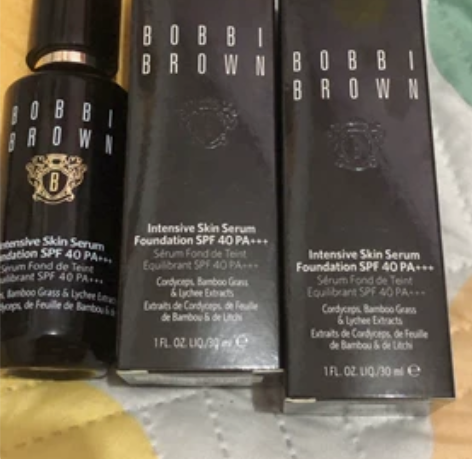 BOBBI
BROWN
B
ntensive Skin Serum
ndation SPF 40 PA+++
Sérum Fond de Teint
Equilibrant SPF 40 PA+++
s, Bamboo Grass & Lychee Extracts
dyceps, de Feuille de Bambou &
BOBBI
BROWN
Intensive Skin Serum
Foundation SPF 40 PA+++
Sérum Fond de Teint
Equilibrant SPF 40 PA+++
Cordyceps, Bamboo Grass
& Lychee Extracts
Extraits de Cordyceps, de Feuille
de Bambou & de Litchi
1 FL. OZ. LIQ./30 ml ℮
BOBBI
BROWN
Intensive Skin Serum
Foundation SPF 40 PA+++
Sérum Fond de Teint
Equilibrant SPF 40 PA+++
Cordyceps, Bamboo Grass
& Lychee Extracts
Extraits de Cordyceps, de Feuille
de Bambou & de Litchi
1 FL. OZ. LIQ./30 ml ℮